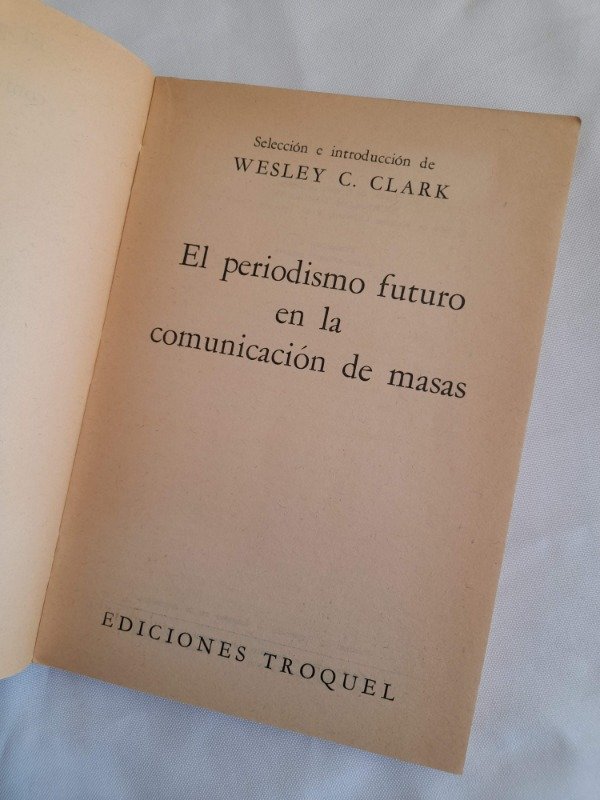 Selección e introducción de
WESLEY C. CLARK
El periodismo futuro
en la
comunicación de masas
EDICIONES TROQUEL